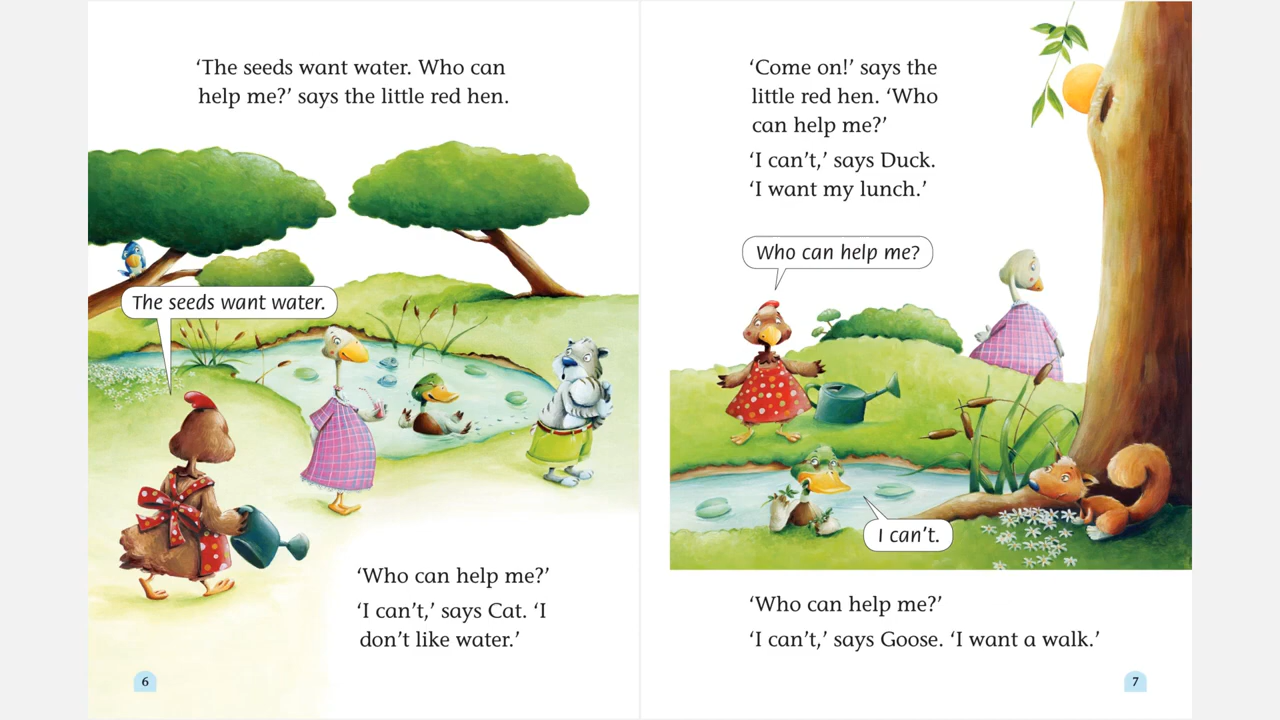 ‘The seeds want water. Who can
help me?’ says the little red hen.
The seeds want water.
‘Who can help me?’
‘I can’t,’ says Cat. ‘I
don’t like water.’
6
‘Come on!’ says the
little red hen. ‘Who
can help me?’
‘I can’t,’ says Duck.
‘I want my lunch.’
Who can help me?
I can’t.
‘Who can help me?’
‘I can’t,’ says Goose. ‘I want a walk.’
7